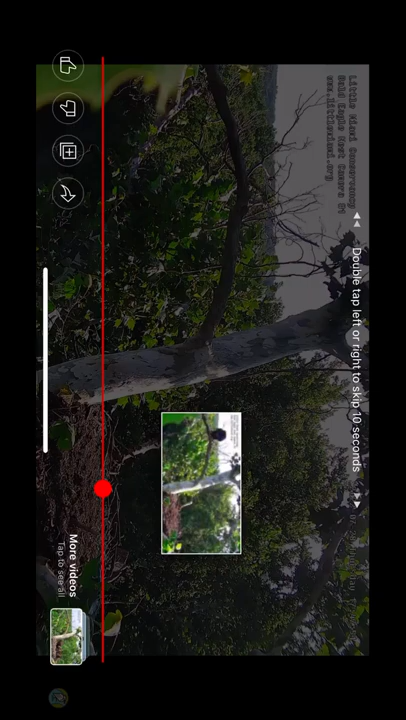 Little Miami Conservancy
Bald Eagle Nest Camera 01
www.littlemiami.org
Double tap left or right to skip 10 seconds
More videos
Tap to see all